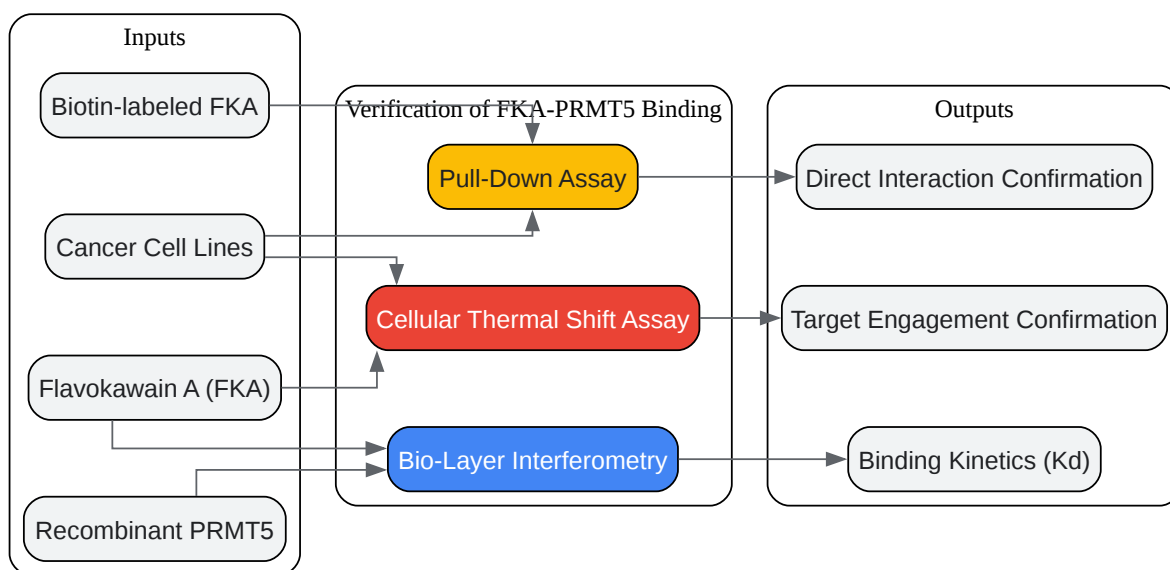 Inputs
Biotin-labeled FKA
Cancer Cell Lines
Flavokawain A (FKA)
Recombinant PRMT5
Verification of FKA-PRMT5 Binding
Pull-Down Assay
Cellular Thermal Shift Assay
Bio-Layer Interferometry
Outputs
Direct Interaction Confirmation
Target Engagement Confirmation
Binding Kinetics (Kd)